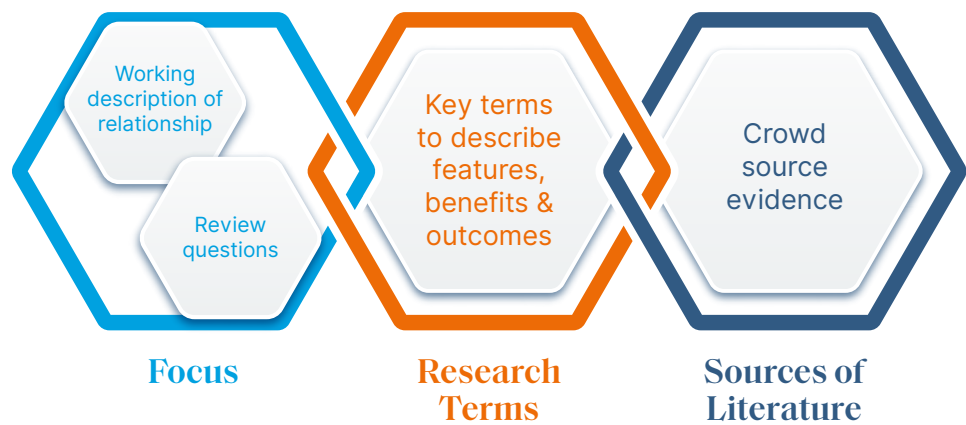 Working
description of
relationship
Review
questions
Key terms
to describe
features,
benefits &
outcomes
Crowd
source
evidence
Focus
Research
Terms
Sources of
Literature